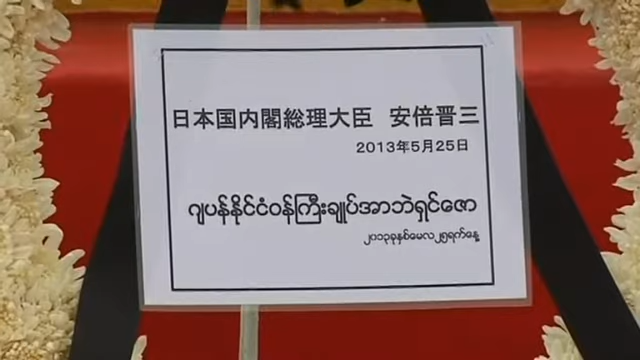 日本国内閣総理大臣 安倍晋三
2013年5月25日
ဂျပန်နိုင်ငံဝန်ကြီးချုပ်အာဘဲရှင်ဇော
၂၀၁၃ခုနှစ်မေလ၂၅ရက်နေ့